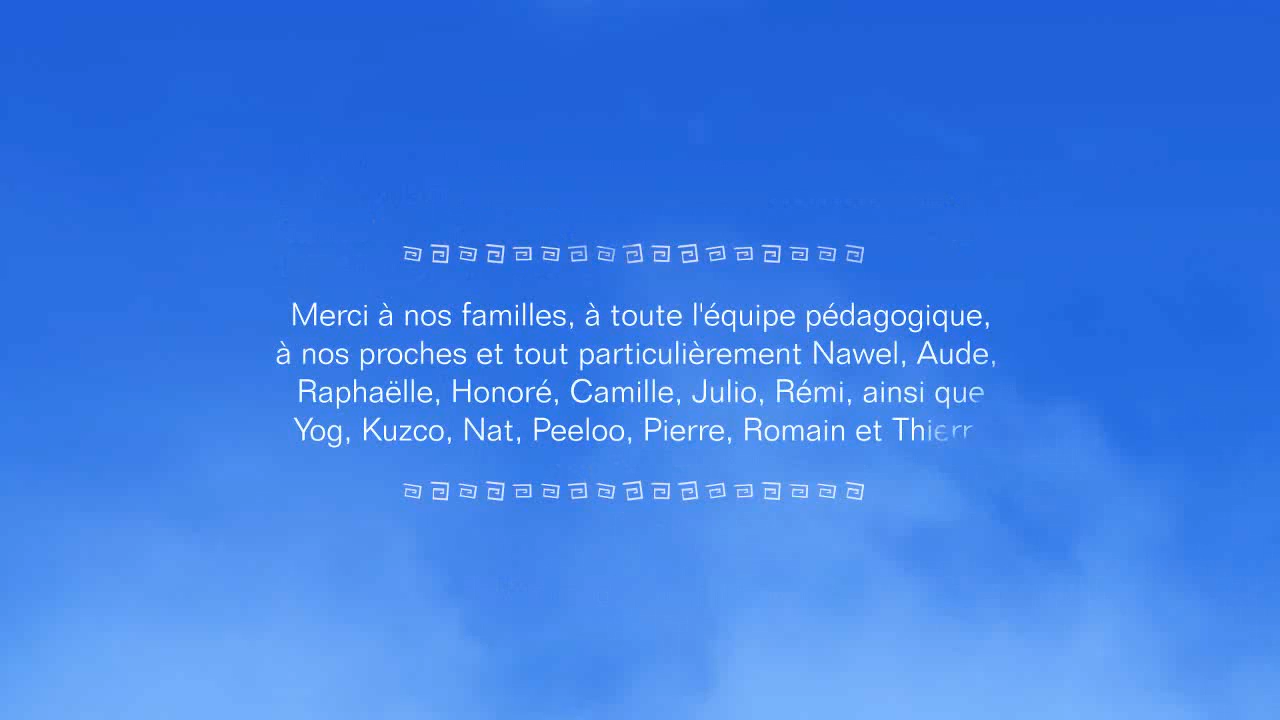 Merci à nos familles, à toute l'équipe pédagogique,
à nos proches et tout particulièrement Nawel, Aude,
Raphaëlle, Honoré, Camille, Julio, Rémi, ainsi que
Yog, Kuzco, Nat, Peeloo, Pierre, Romain et